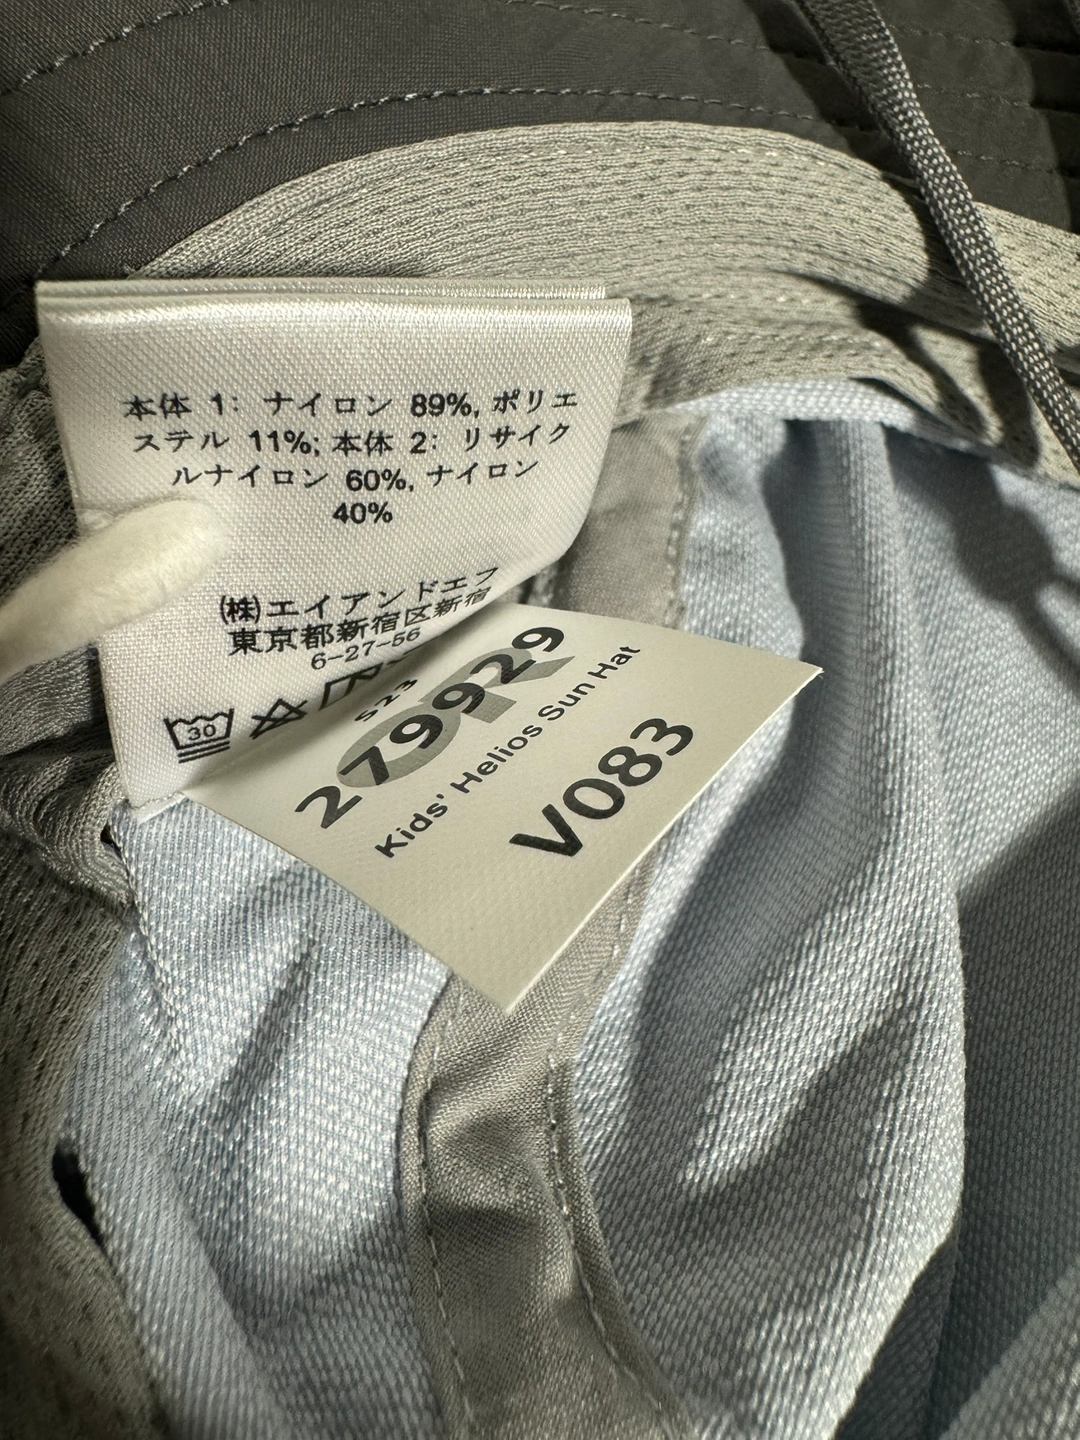 本体 1: ナイロン 89%, ポリエ
ステル 11%; 本体 2: リサイク
ルナイロン 60%, ナイロン
40%
(株)エイアンドエフ
東京都新宿区新宿
6-27-56
30
S23
279929
Kids' Helios Sun Hat
V083